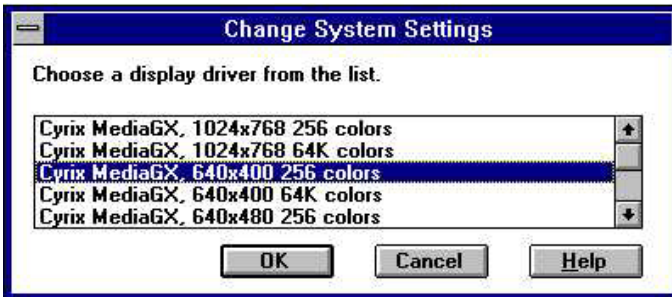 Change System Settings
Choose a display driver from the list.
Cyrix MediaGX, 1024x768 256 colors
Cyrix MediaGX, 1024x768 64K colors
Cyrix MediaGX, 640x400 256 colors
Cyrix MediaGX, 640x400 64K colors
Cyrix MediaGX, 640x480 256 colors
OK Cancel Help